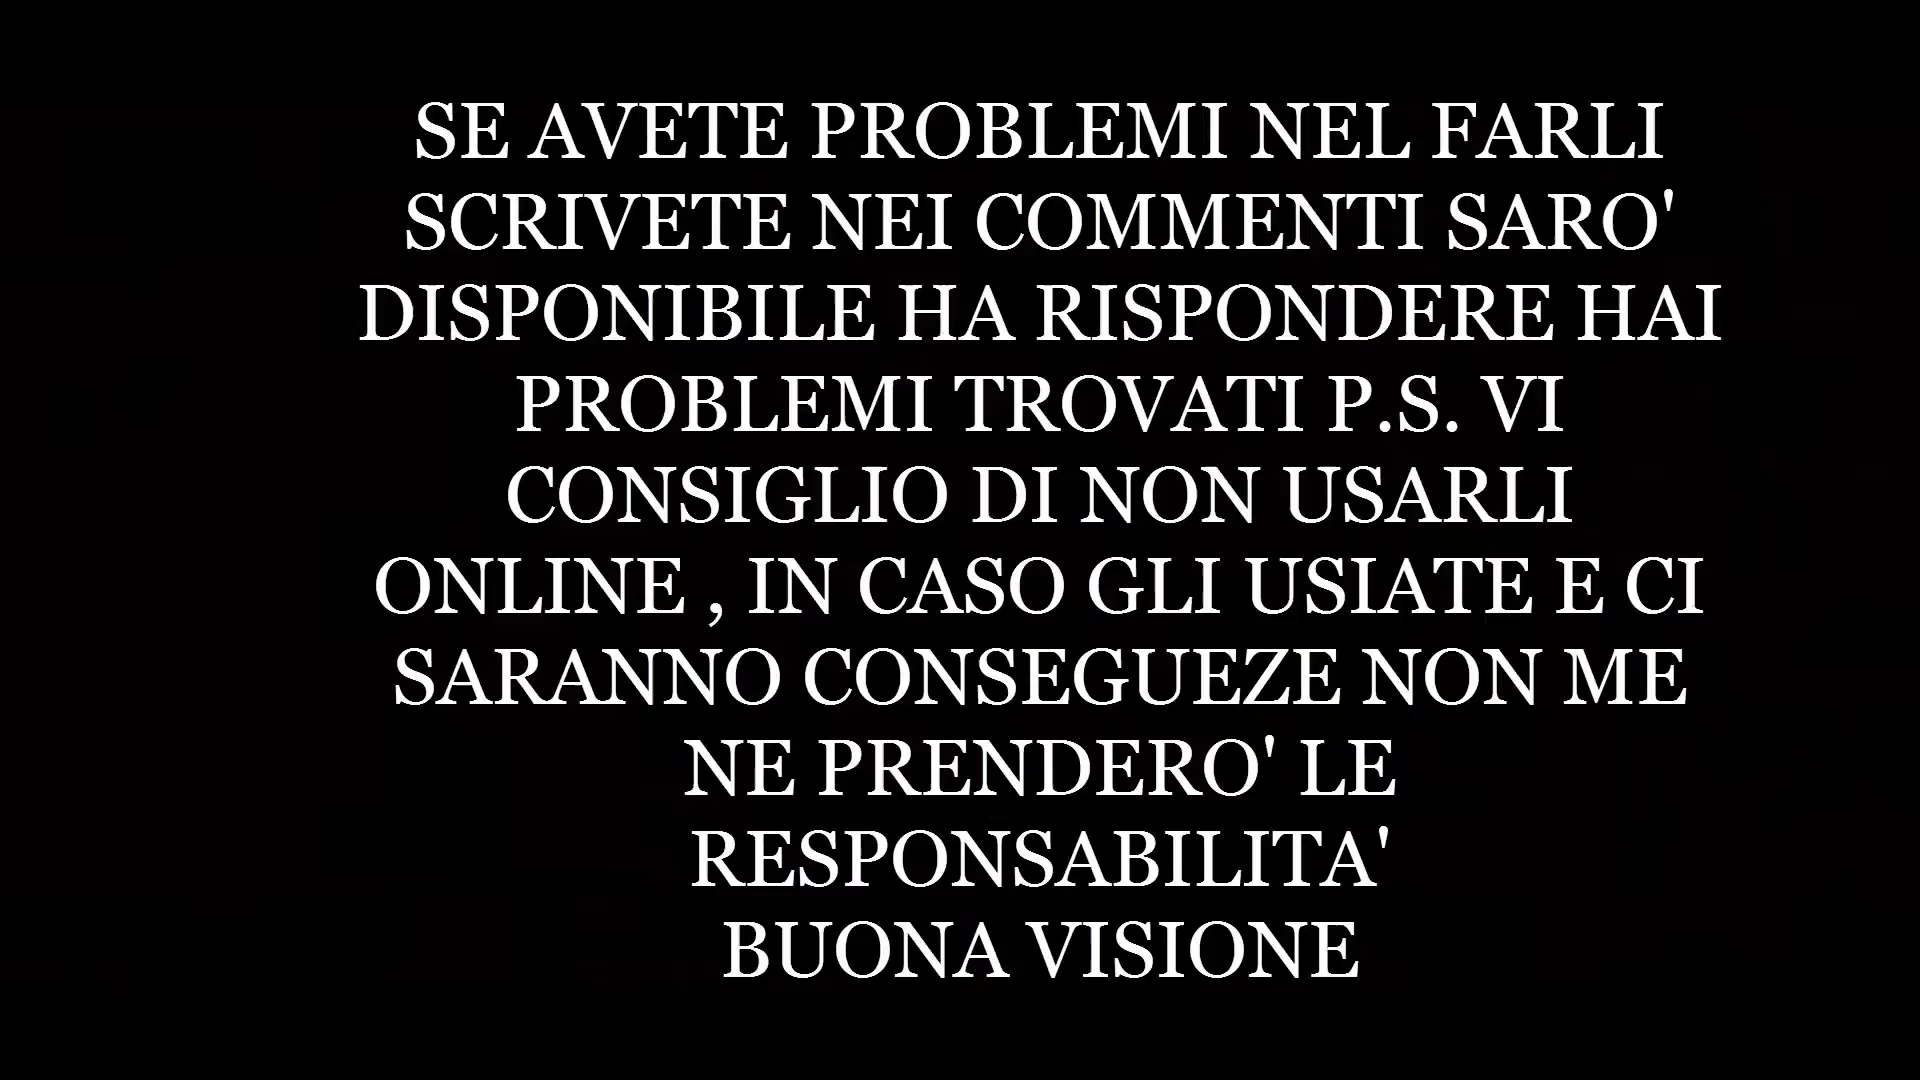 SE AVETE PROBLEMI NEL FARLI
SCRIVETE NEI COMMENTI SARO'
DISPONIBILE HA RISPONDERE HAI
PROBLEMI TROVATI P.S. VI
CONSIGLIO DI NON USARLI
ONLINE , IN CASO GLI USIATE E CI
SARANNO CONSEGUEZE NON ME
NE PRENDERO' LE
RESPONSABILITA'
BUONA VISIONE